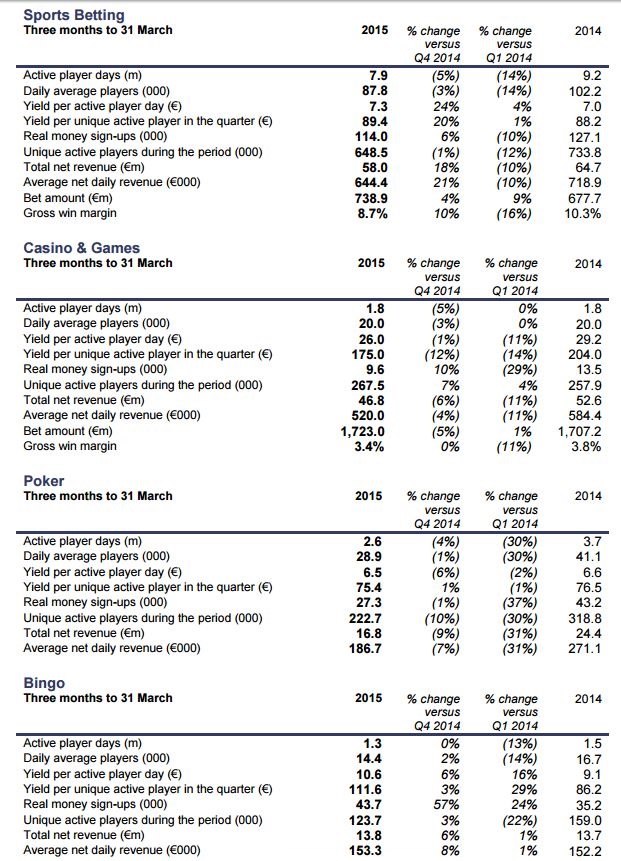 Sports Betting
Three months to 31 March 2015 % change versus Q4 2014 % change versus Q1 2014 2014
Active player days (m) 7.9 (5%) (14%) 9.2
Daily average players (000) 87.8 (3%) (14%) 102.2
Yield per active player day (€) 7.3 24% 4% 7.0
Yield per unique active player in the quarter (€) 89.4 20% 1% 88.2
Real money sign-ups (000) 114.0 6% (10%) 127.1
Unique active players during the period (000) 648.5 (1%) (12%) 733.8
Total net revenue (€m) 58.0 18% (10%) 64.7
Average net daily revenue (€000) 644.4 21% (10%) 718.9
Bet amount (€m) 738.9 4% 9% 677.7
Gross win margin 8.7% 10% (16%) 10.3%
Casino & Games
Three months to 31 March 2015 % change versus Q4 2014 % change versus Q1 2014 2014
Active player days (m) 1.8 (5%) 0% 1.8
Daily average players (000) 20.0 (3%) 0% 20.0
Yield per active player day (€) 26.0 (1%) (11%) 29.2
Yield per unique active player in the quarter (€) 175.0 (12%) (14%) 204.0
Real money sign-ups (000) 9.6 10% (29%) 13.5
Unique active players during the period (000) 267.5 7% 4% 257.9
Total net revenue (€m) 46.8 (6%) (11%) 52.6
Average net daily revenue (€000) 520.0 (4%) (11%) 584.4
Bet amount (€m) 1,723.0 (5%) 1% 1,707.2
Gross win margin 3.4% 0% (11%) 3.8%
Poker
Three months to 31 March 2015 % change versus Q4 2014 % change versus Q1 2014 2014
Active player days (m) 2.6 (4%) (30%) 3.7
Daily average players (000) 28.9 (1%) (30%) 41.1
Yield per active player day (€) 6.5 (6%) (2%) 6.6
Yield per unique active player in the quarter (€) 75.4 1% (1%) 76.5
Real money sign-ups (000) 27.3 (1%) (37%) 43.2
Unique active players during the period (000) 222.7 (10%) (30%) 318.8
Total net revenue (€m) 16.8 (9%) (31%) 24.4
Average net daily revenue (€000) 186.7 (7%) (31%) 271.1
Bingo
Three months to 31 March 2015 % change versus Q4 2014 % change versus Q1 2014 2014
Active player days (m) 1.3 0% (13%) 1.5
Daily average players (000) 14.4 2% (14%) 16.7
Yield per active player day (€) 10.6 6% 16% 9.1
Yield per unique active player in the quarter (€) 111.6 3% 29% 86.2
Real money sign-ups (000) 43.7 57% 24% 35.2
Unique active players during the period (000) 123.7 3% (22%) 159.0
Total net revenue (€m) 13.8 6% 1% 13.7
Average net daily revenue (€000) 153.3 8% 1% 152.2